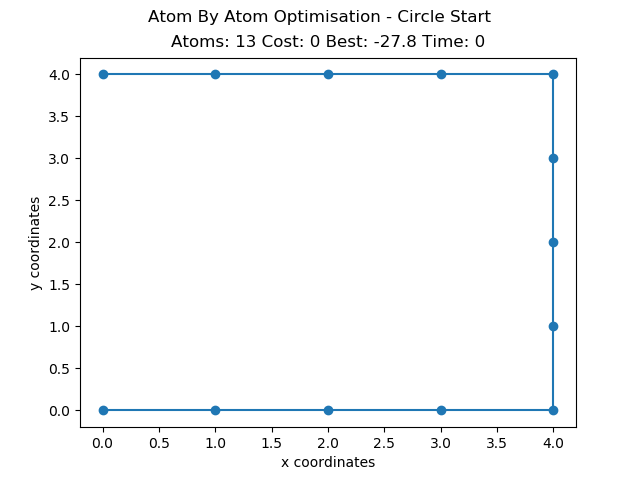 Atom By Atom Optimisation - Circle Start
Atoms: 13 Cost: 0 Best: -27.8 Time: 0
4.0
3.5
3.0
2.5
2.0
1.5
1.0
0.5
0.0
y coordinates
0.0 0.5 1.0 1.5 2.0 2.5 3.0 3.5 4.0
x coordinates